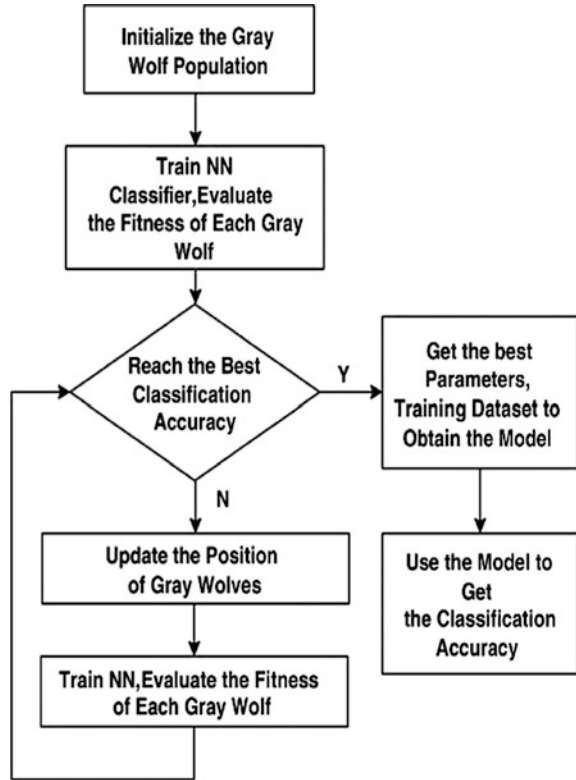 Initialize the Gray
Wolf Population
Train NN
Classifier,Evaluate
the Fitness of Each Gray
Wolf
Reach the Best
Classification
Accuracy
Y
Get the best
Parameters,
Training Dataset to
Obtain the Model
N
Update the Position
of Gray Wolves
Use the Model to
Get
the Classification
Accuracy
Train NN,Evaluate the Fitness
of Each Gray Wolf